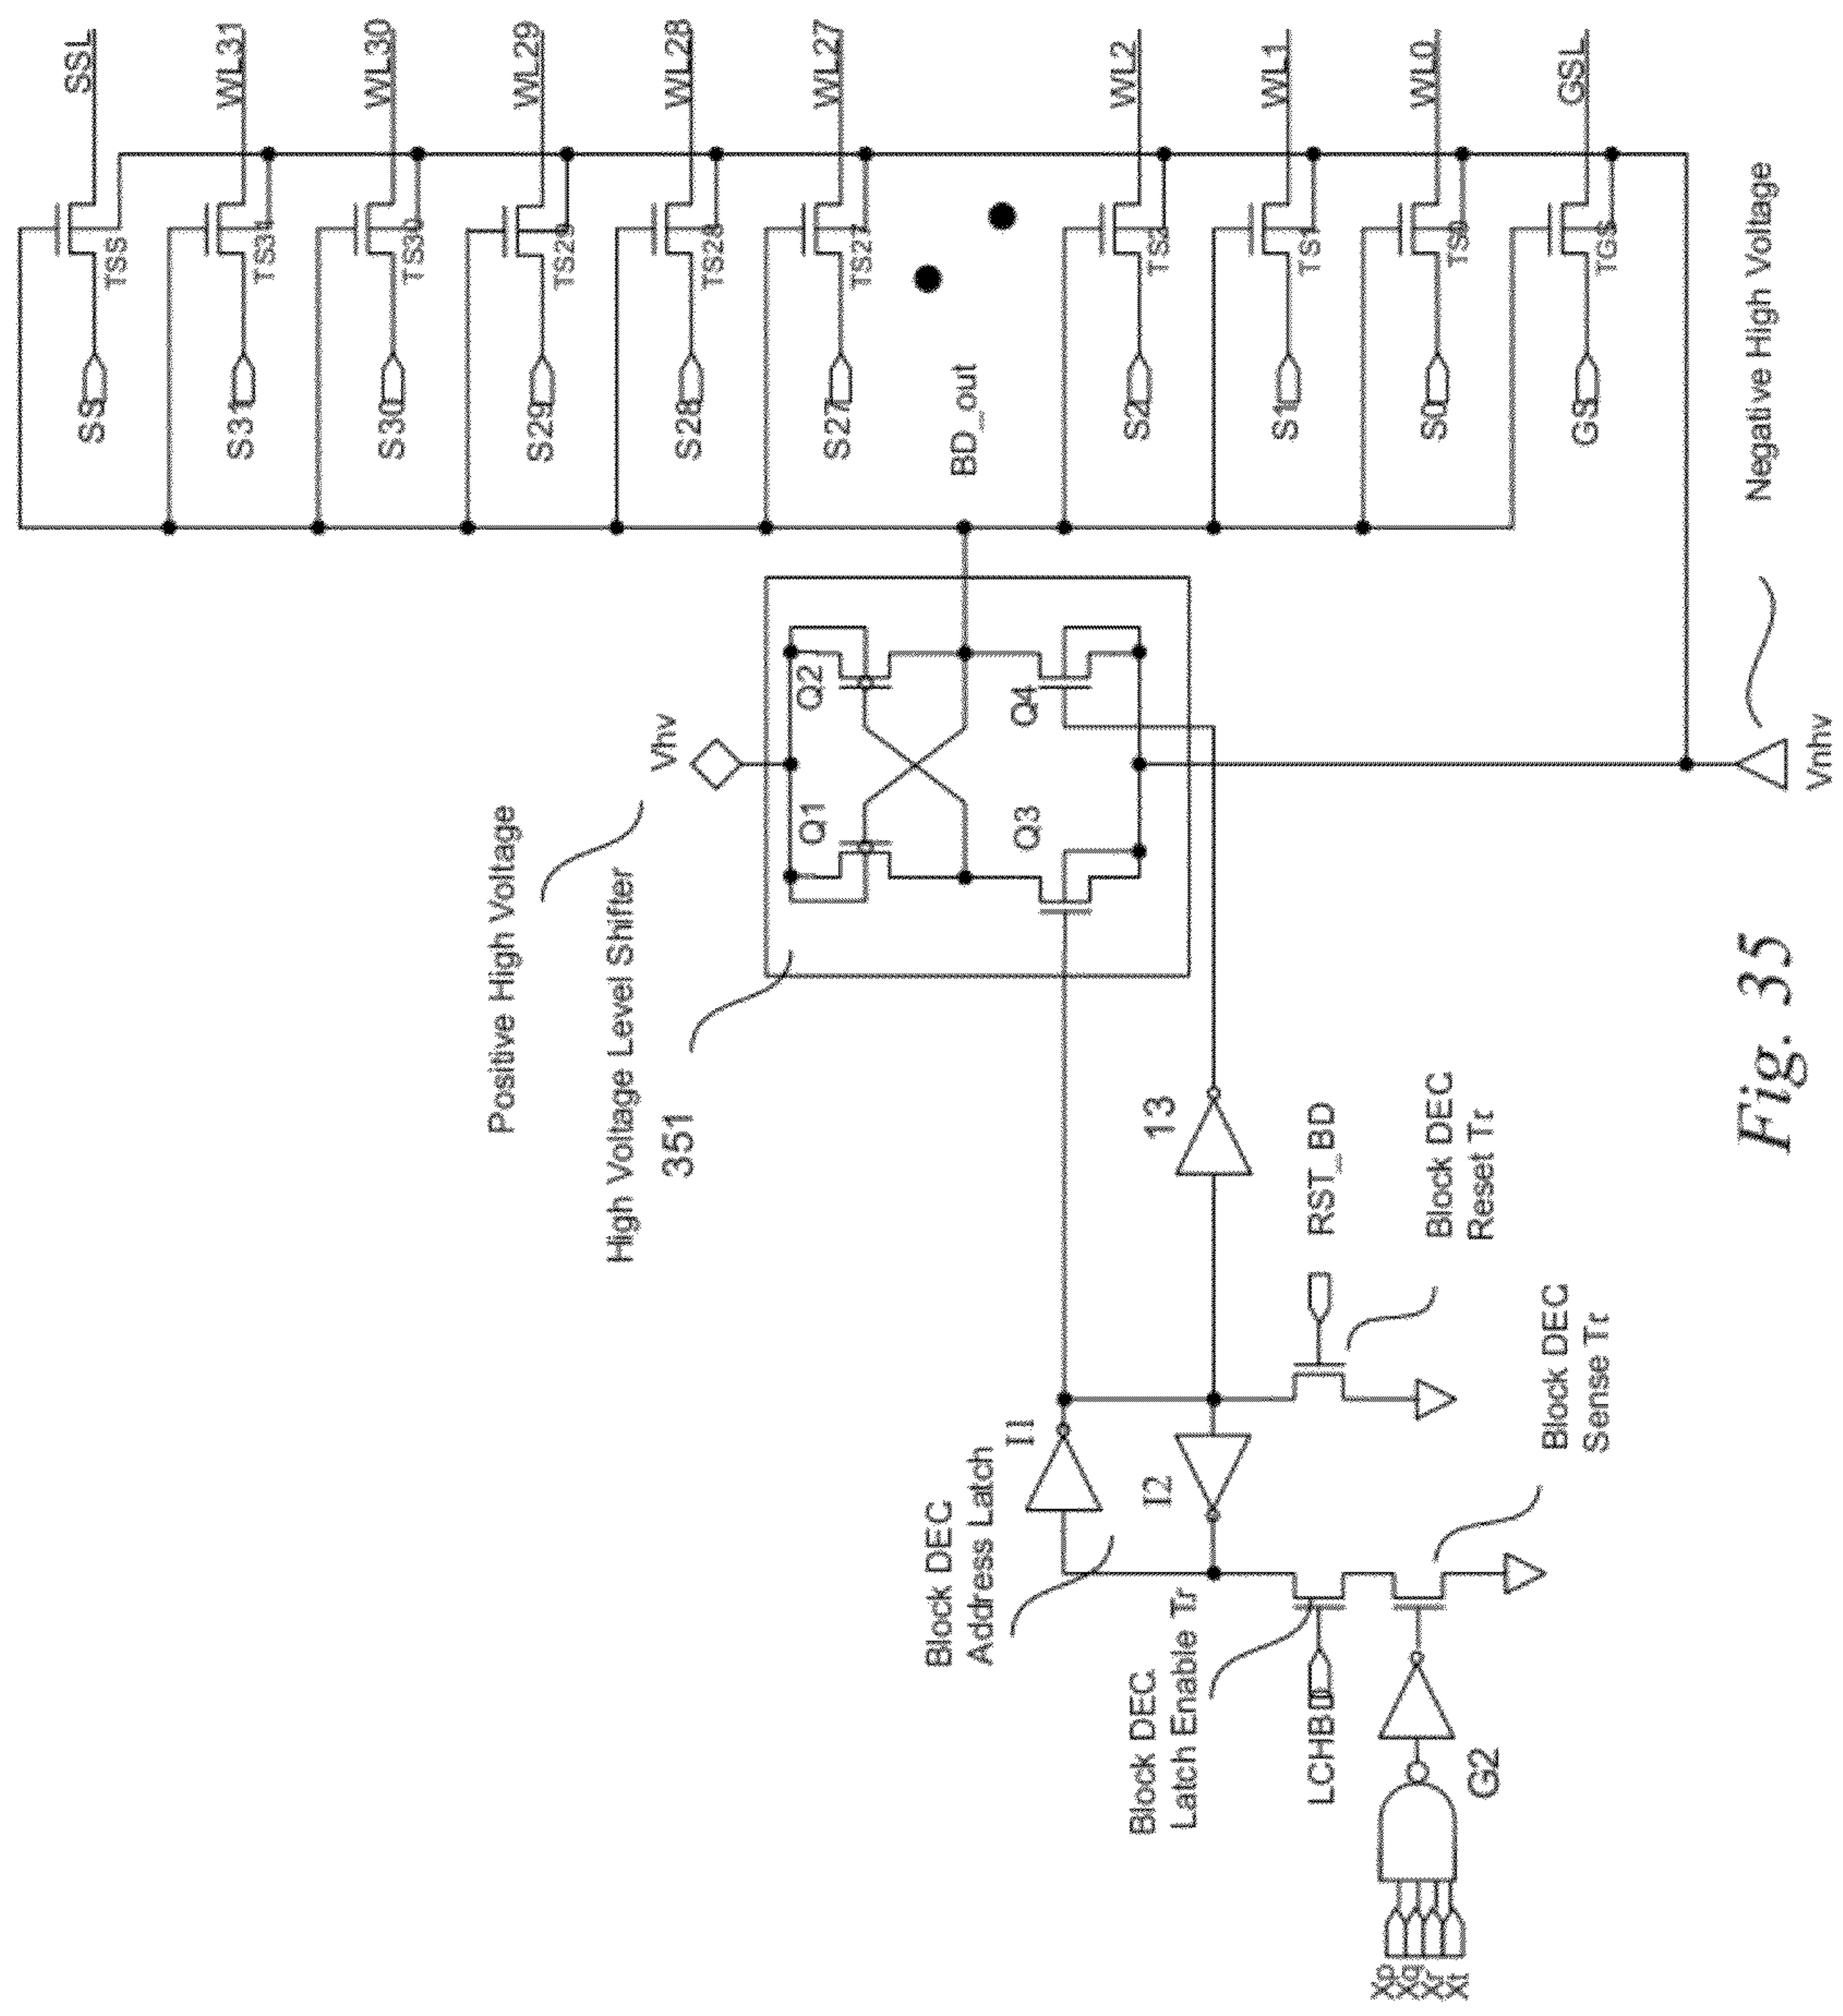 SSL
WL31
WL30
WL29
WL28
WL27
WL2
WL1
WL0
GSL
TSS
TS31
TS30
TS29
TS28
TS27
TS2
TS1
TS0
TGS
SS
S31
S30
S29
S28
S27
S2
S1
S0
GS
BD_out
Negative High Voltage
Vnhv
Positive High Voltage
Vhv
High Voltage Level Shifter
351
Q1
Q2
Q3
Q4
13
RST_BD
Block DEC
Reset Tr
Block DEC
Sense Tr
Block DEC
Address Latch
I1
I2
Block DEC
Latch Enable Tr
LCHBD
G2
Xp
Xq
Xr
Xt
Fig. 35